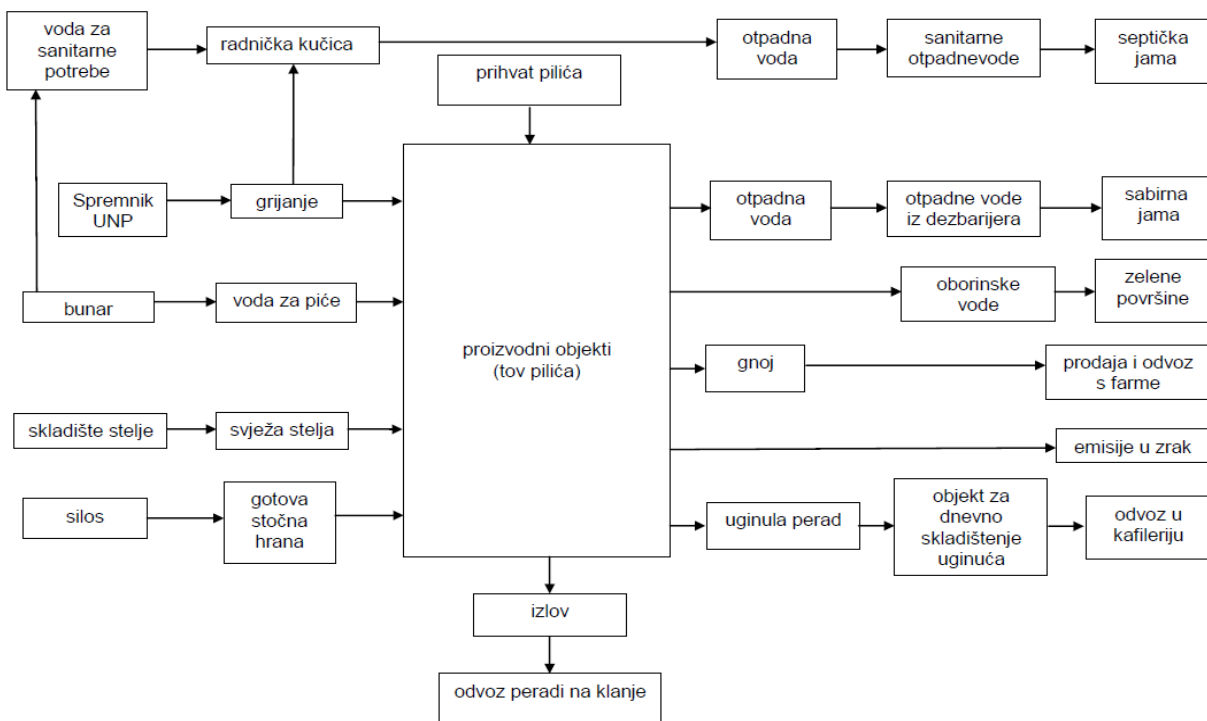 voda za
sanitarne
potrebe
radnička kučica
otpadna
voda
sanitarne
otpadnevode
septička
jama
prihvat pilića
Spremnik
UNP
grijanje
otpadna
voda
otpadne vode
iz dezbarijera
sabirna
jama
bunar
voda za piće
oborinske
vode
zelene
površine
proizvodni objekti
(tov pilića)
gnoj
prodaja i odvoz
s farme
skladište stelje
svježa stelja
emisije u zrak
silos
gotova
stočna
hrana
uginula perad
objekt za
dnevno
skladištenje
uginuća
odvoz u
kafileriju
izlov
odvoz peradi na klanje